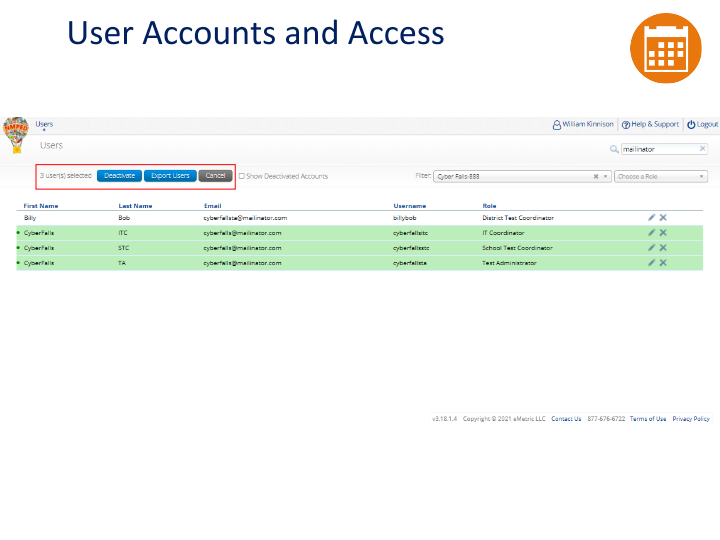 User Accounts and Access
Users
William Kinnison
Help & Support
Logout
Users
mailinator
3 user(s) selected Deactivate Export Users Cancel Show Deactivated Accounts Filter: Cyber Falls-888 Choose a Role
First Name Last Name Email Username Role
Billy Bob cyberfallsta@mailinator.com billybob District Test Coordinator
CyberFalls ITC cyberfalls@mailinator.com cyberfallsitc IT Coordinator
CyberFalls STC cyberfalls@mailinator.com cyberfallsstc School Test Coordinator
CyberFalls TA cyberfalls@mailinator.com cyberfallsta Test Administrator
v3.18.1.4 Copyright © 2021 eMetric LLC Contact Us 877-676-6722 Terms of Use Privacy Policy